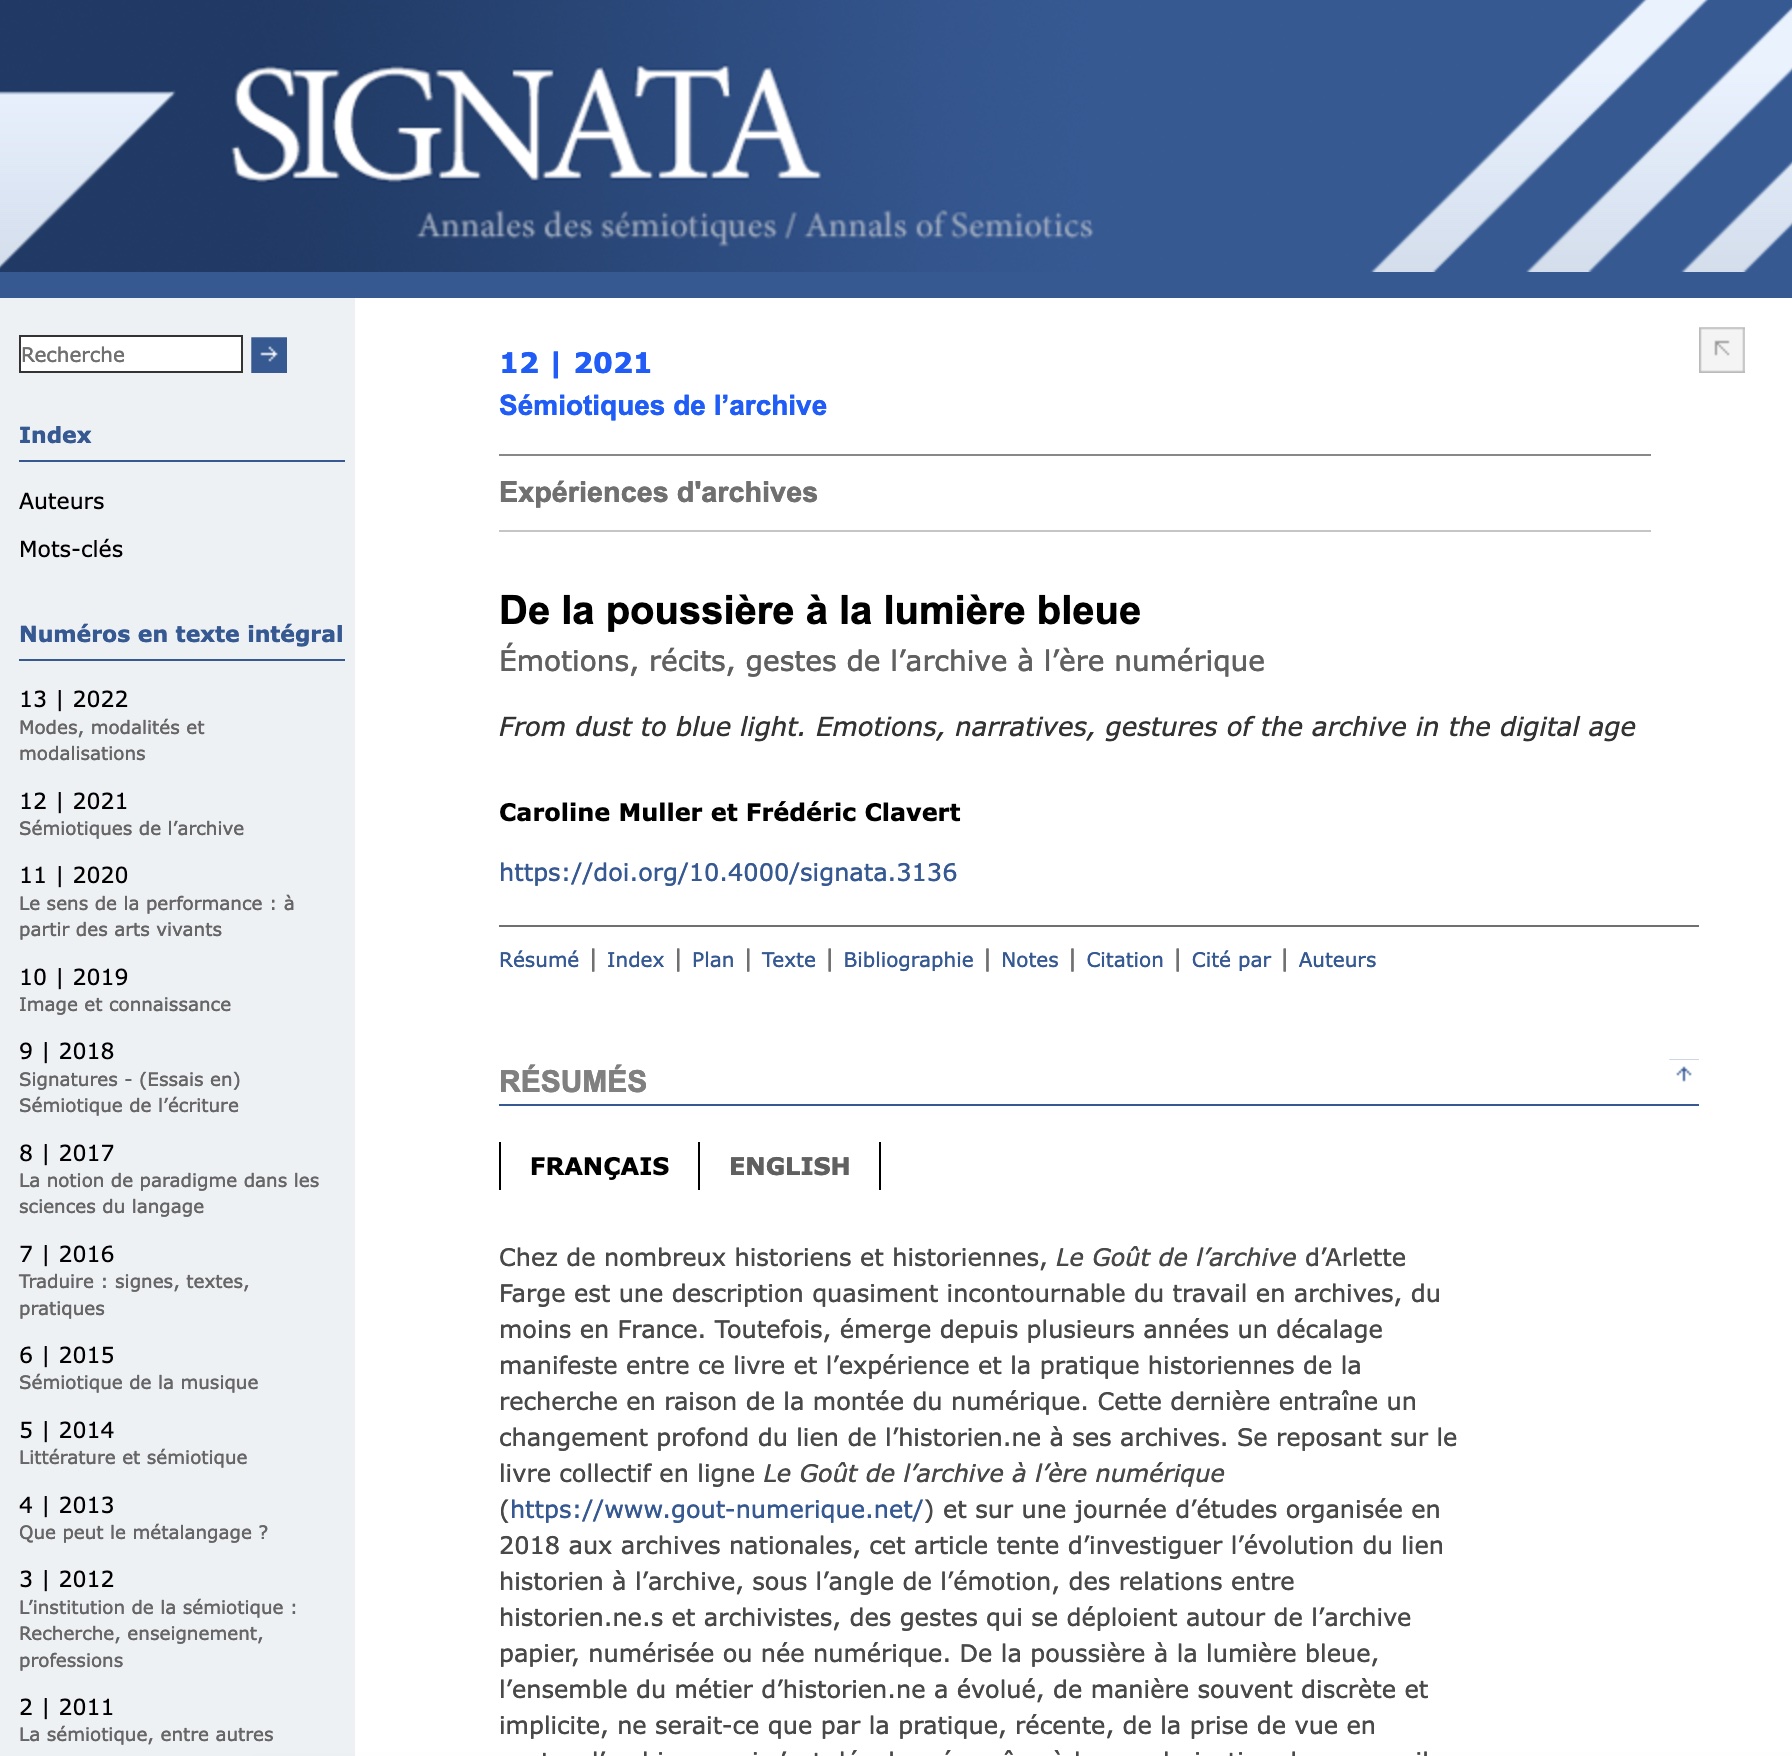 SIGNATA
Annales des sémiotiques / Annals of Semiotics
Recherche
Index
Auteurs
Mots-clés
Numéros en texte intégral
13 | 2022
Modes, modalités et
modalisations
12 | 2021
Sémiotiques de l’archive
11 | 2020
Le sens de la performance : à
partir des arts vivants
10 | 2019
Image et connaissance
9 | 2018
Signatures - (Essais en)
Sémiotique de l’écriture
8 | 2017
La notion de paradigme dans les
sciences du langage
7 | 2016
Traduire : signes, textes,
pratiques
6 | 2015
Sémiotique de la musique
5 | 2014
Littérature et sémiotique
4 | 2013
Que peut le métalangage ?
3 | 2012
L’institution de la sémiotique :
Recherche, enseignement,
professions
2 | 2011
La sémiotique, entre autres
12 | 2021
Sémiotiques de l’archive
Expériences d'archives
De la poussière à la lumière bleue
Émotions, récits, gestes de l’archive à l’ère numérique
From dust to blue light. Emotions, narratives, gestures of the archive in the digital age
Caroline Muller et Frédéric Clavert
https://doi.org/10.4000/signata.3136
Résumé | Index | Plan | Texte | Bibliographie | Notes | Citation | Cité par | Auteurs
RÉSUMÉS
FRANÇAIS | ENGLISH
Chez de nombreux historiens et historiennes, Le Goût de l’archive d’Arlette
Farge est une description quasiment incontournable du travail en archives, du
moins en France. Toutefois, émerge depuis plusieurs années un décalage
manifeste entre ce livre et l’expérience et la pratique historiennes de la
recherche en raison de la montée du numérique. Cette dernière entraîne un
changement profond du lien de l’historien.ne à ses archives. Se reposant sur le
livre collectif en ligne Le Goût de l’archive à l’ère numérique
(https://www.gout-numerique.net/) et sur une journée d’études organisée en
2018 aux archives nationales, cet article tente d’investiguer l’évolution du lien
historien à l’archive, sous l’angle de l’émotion, des relations entre
historien.ne.s et archivistes, des gestes qui se déploient autour de l’archive
papier, numérisée ou née numérique. De la poussière à la lumière bleue,
l’ensemble du métier d’historien.ne a évolué, de manière souvent discrète et
implicite, ne serait-ce que par la pratique, récente, de la prise de vue en